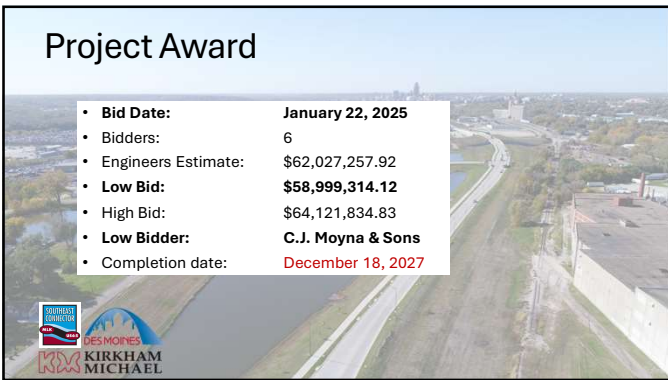 Project Award
• Bid Date: January 22, 2025
• Bidders: 6
• Engineers Estimate: $62,027,257.92
• Low Bid: $58,999,314.12
• High Bid: $64,121,834.83
• Low Bidder: C.J. Moyna & Sons
• Completion date: December 18, 2027
SOUTHEAST
CONNECTOR
MLK
US65
DES MOINES
KIRKHAM
MICHAEL